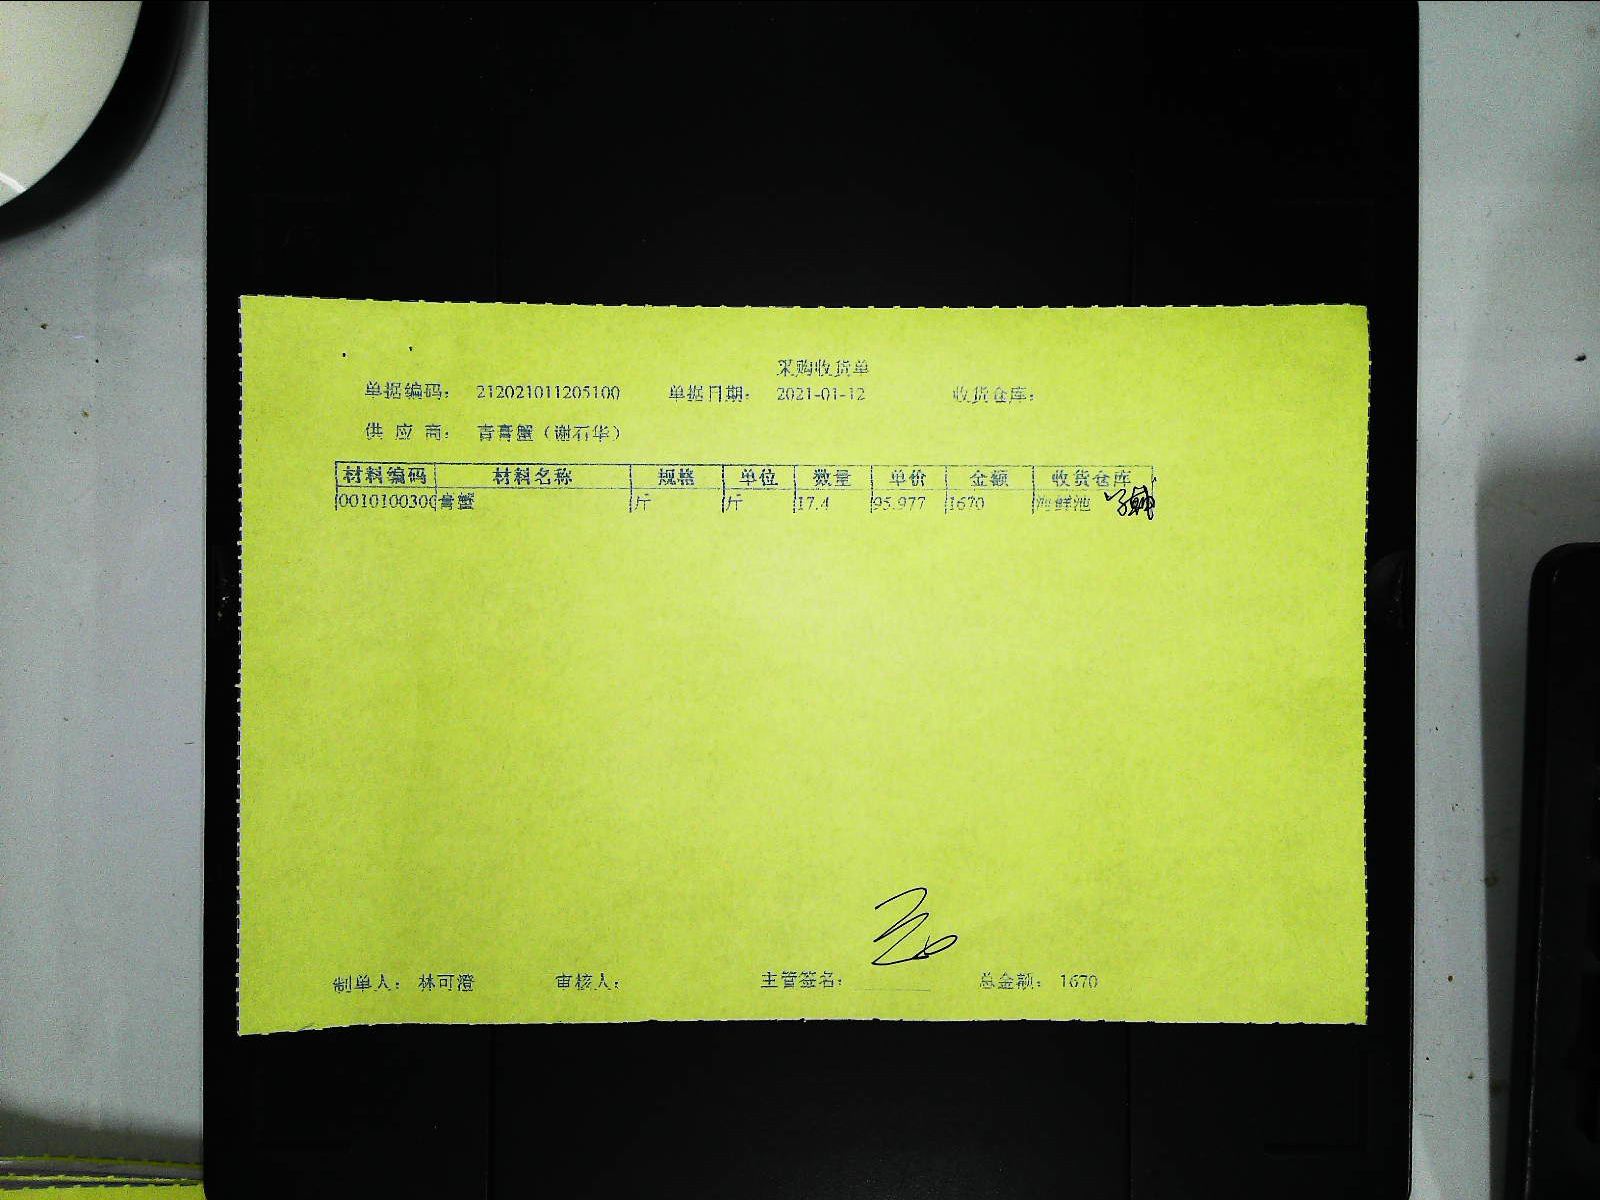 采购收货单
单据编码： 212021011205100 单据日期： 2021-01-12 收货仓库：
供 应 商： 青膏蟹（谢石华）
材料编码 材料名称 规格 单位 数量 单价 金额 收货仓库
0010100300 膏蟹 斤 斤 17.4 95.977 1670 海鲜池
制单人： 林可澄 审核人： 主管签名： 总金额： 1670